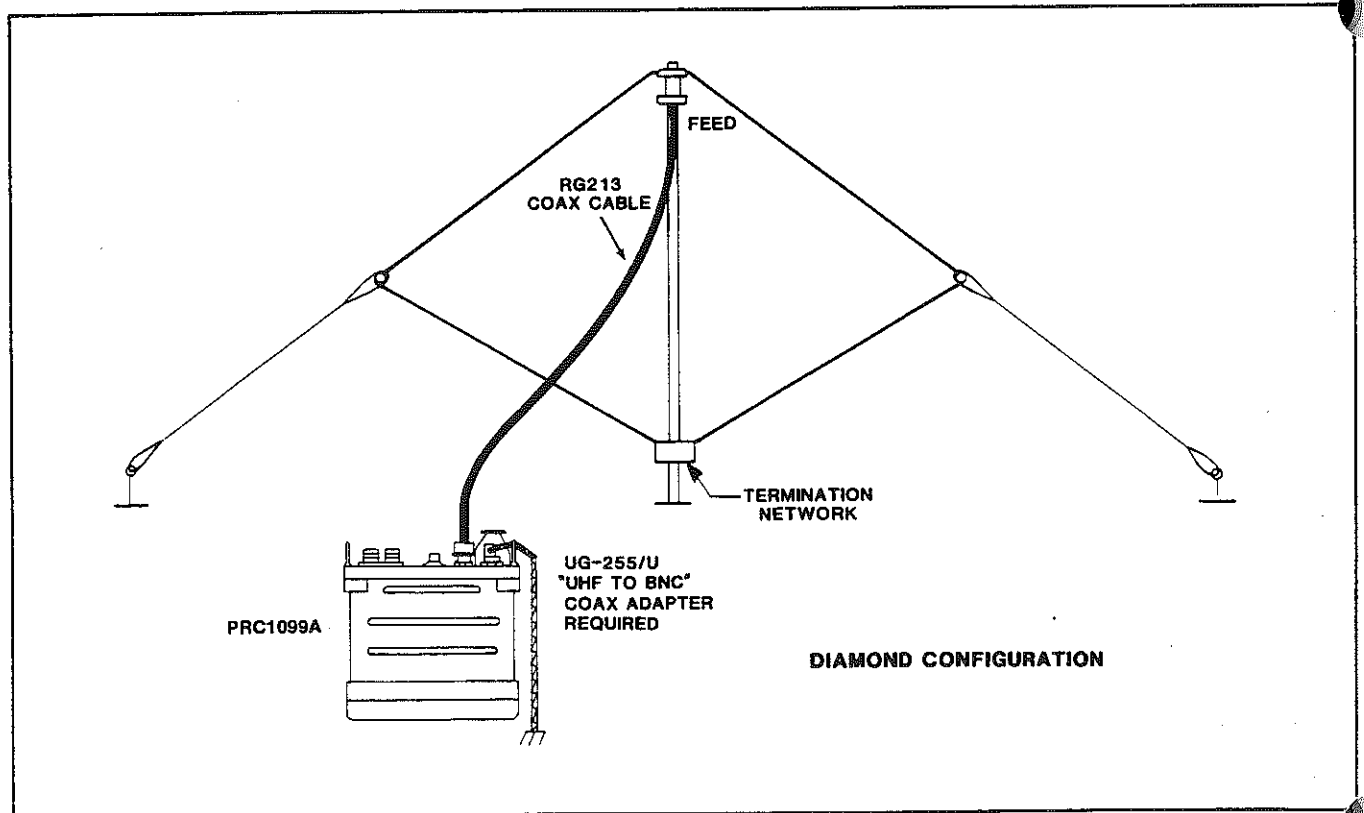 FEED
RG213
COAX CABLE
TERMINATION
NETWORK
UG-255/U
"UHF TO BNC"
COAX ADAPTER
REQUIRED
PRC1099A
DIAMOND CONFIGURATION